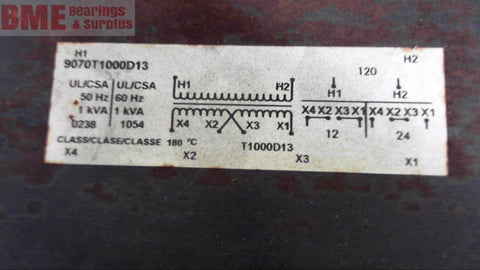 BME Bearings & Surplus
H1 H2
9070T1000D13
UL/CSA UL/CSA
50 Hz 60 Hz
1 kVA 1 kVA
0238 1054
CLASS/CLASE/CLASSE 180 °C
H1 H2
X4 X2 X3 X1
T1000D13
120
H1 H2
X4 X2 X3 X1 X4 X2 X3 X1
12 24
X4 X2 X3 X1